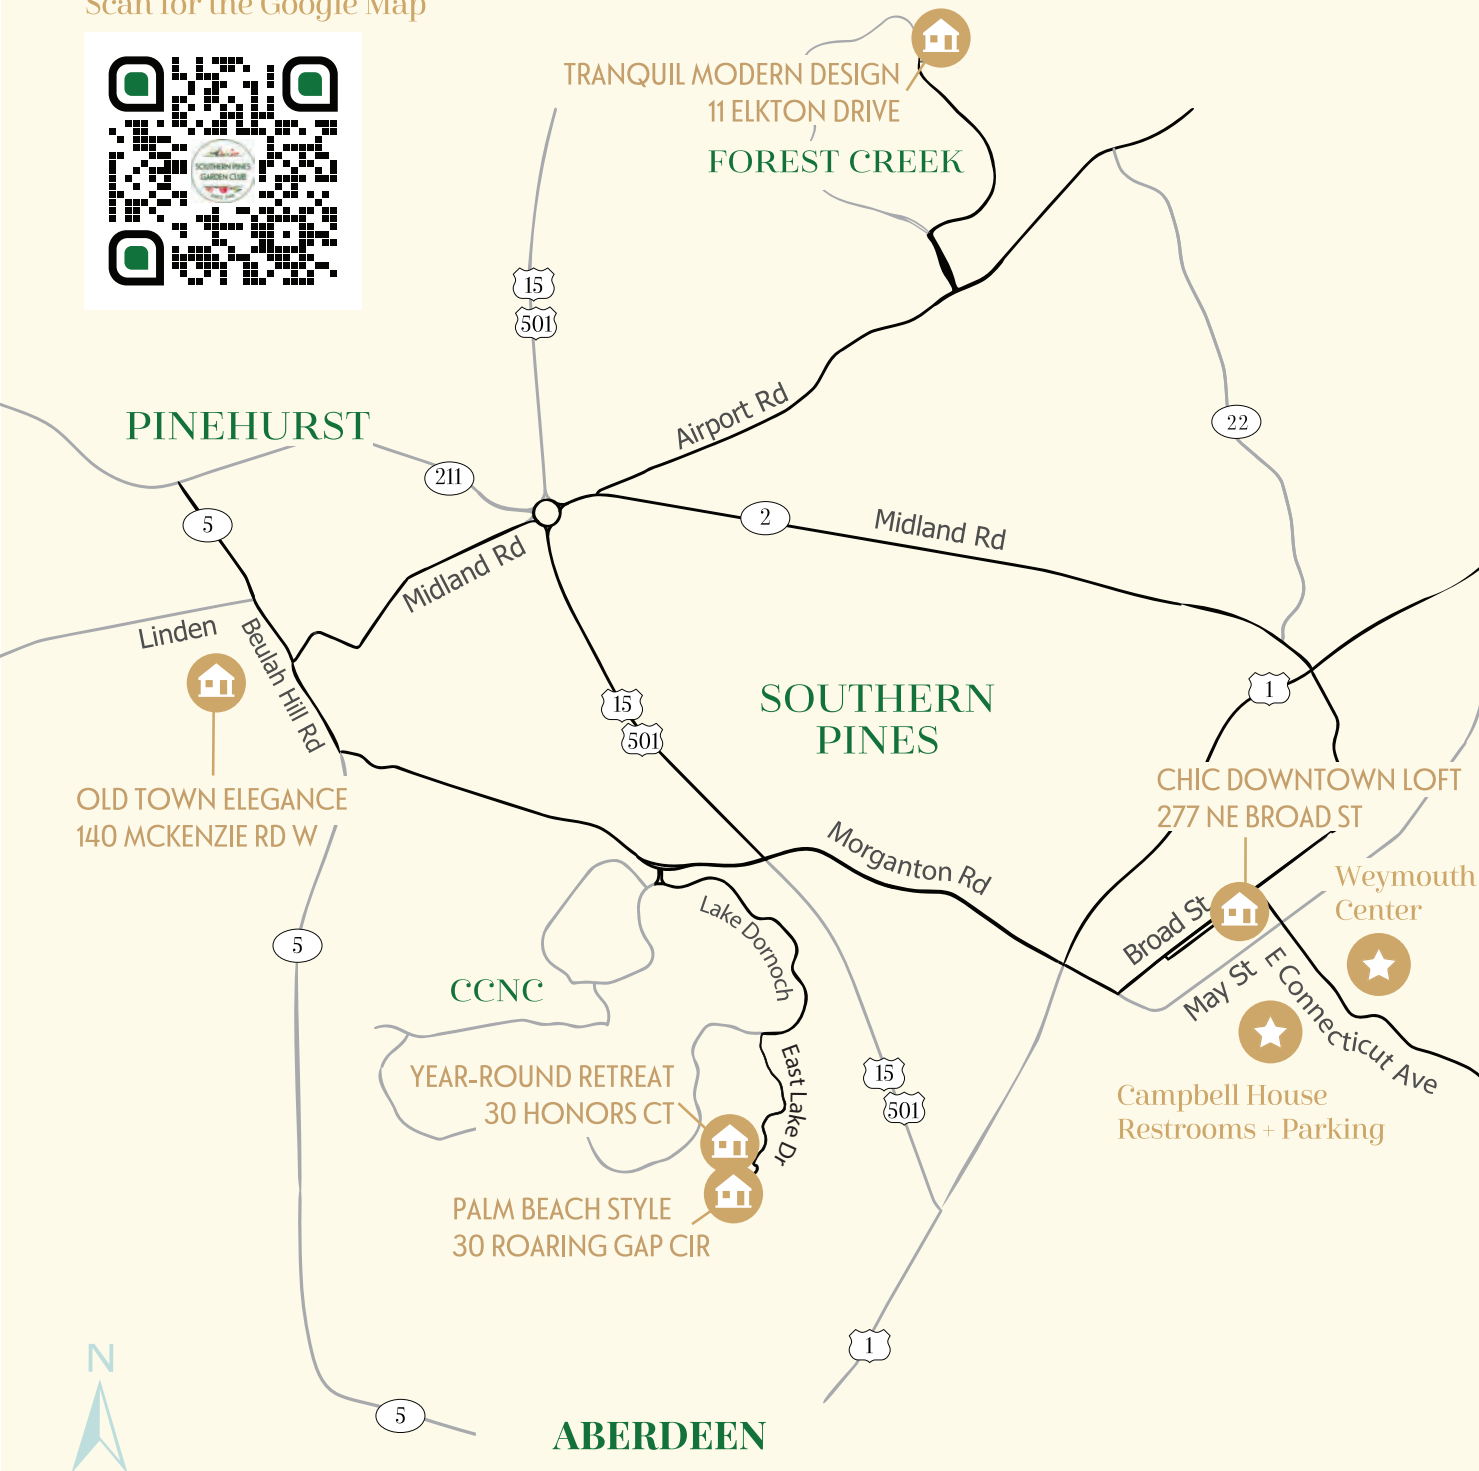 Scan for the Google Map
SOUTHERN PINES
GARDEN CLUB
TRANQUIL MODERN DESIGN
11 ELKTON DRIVE
FOREST CREEK
15
501
Airport Rd
22
PINEHURST
211
5
2
Midland Rd
Midland Rd
Linden
Beulah Hill Rd
15
501
SOUTHERN
PINES
1
OLD TOWN ELEGANCE
140 MCKENZIE RD W
CHIC DOWNTOWN LOFT
277 NE BROAD ST
Morganton Rd
Weymouth
Center
Lake Dornoch
Broad St
May St
E Connecticut Ave
5
CCNC
YEAR-ROUND RETREAT
30 HONORS CT
East Lake Dr
15
501
Campbell House
Restrooms + Parking
PALM BEACH STYLE
30 ROARING GAP CIR
1
N
5
ABERDEEN